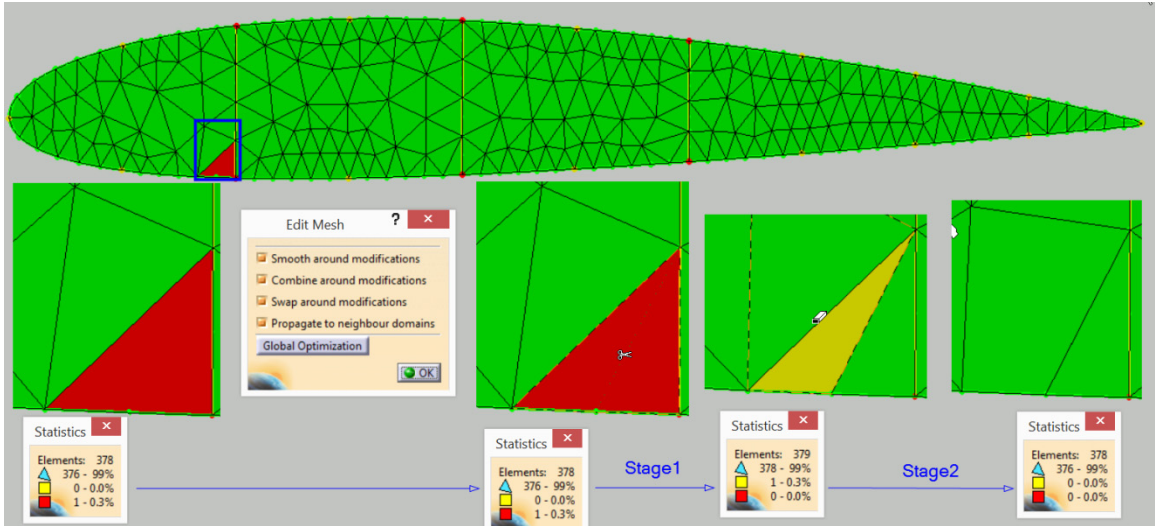 Edit Mesh ? ×
Smooth around modifications
Combine around modifications
Swap around modifications
Propagate to neighbour domains
Global Optimization
OK
Statistics ×
Elements: 378
376 - 99%
0 - 0.0%
1 - 0.3%
Statistics ×
Elements: 378
376 - 99%
0 - 0.0%
1 - 0.3%
Stage1
Statistics ×
Elements: 379
378 - 99%
1 - 0.3%
0 - 0.0%
Stage2
Statistics ×
Elements: 378
376 - 99%
0 - 0.0%
0 - 0.0%